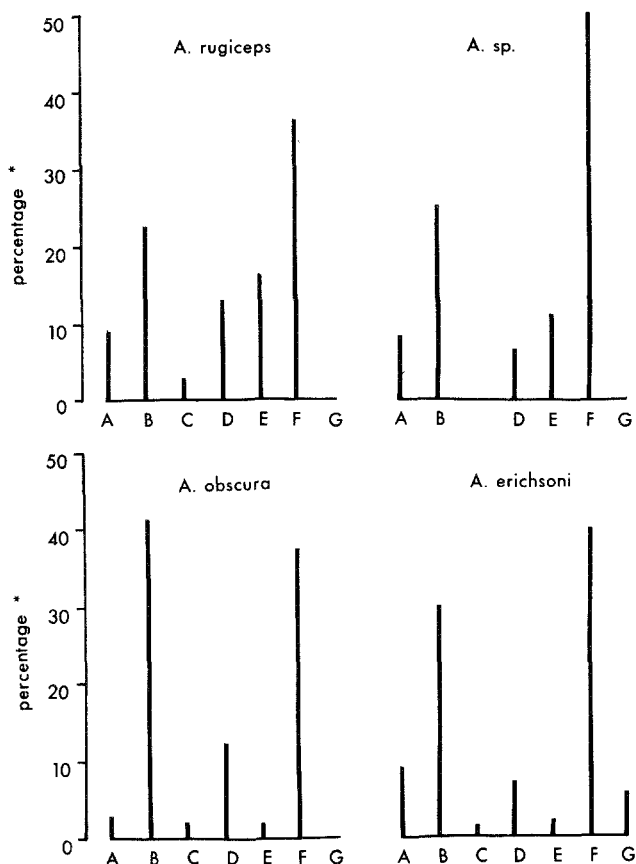 A. rugiceps
percentage *
50
40
30
20
10
0
A B C D E F G
A. sp.
A B D E F G
A. obscura
percentage *
50
40
30
20
10
0
A B C D E F G
A. erichsoni
A B C D E F G